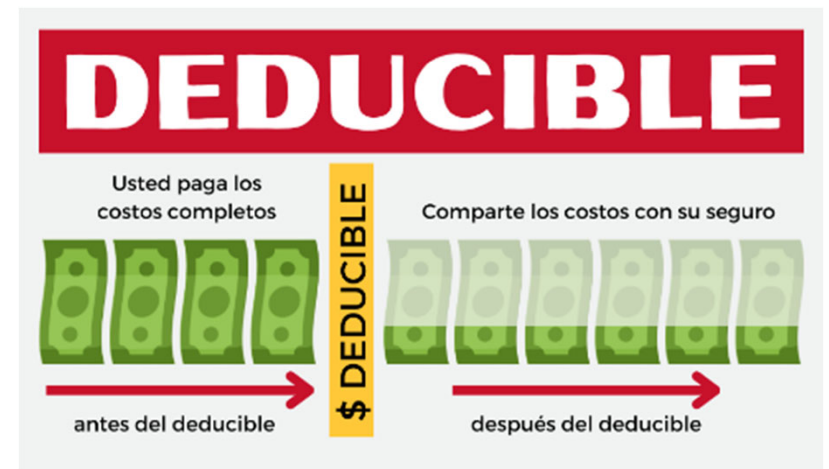 DEDUCIBLE
Usted paga los
costos completos
$ DEDUCIBLE
Comparte los costos con su seguro
antes del deducible
después del deducible